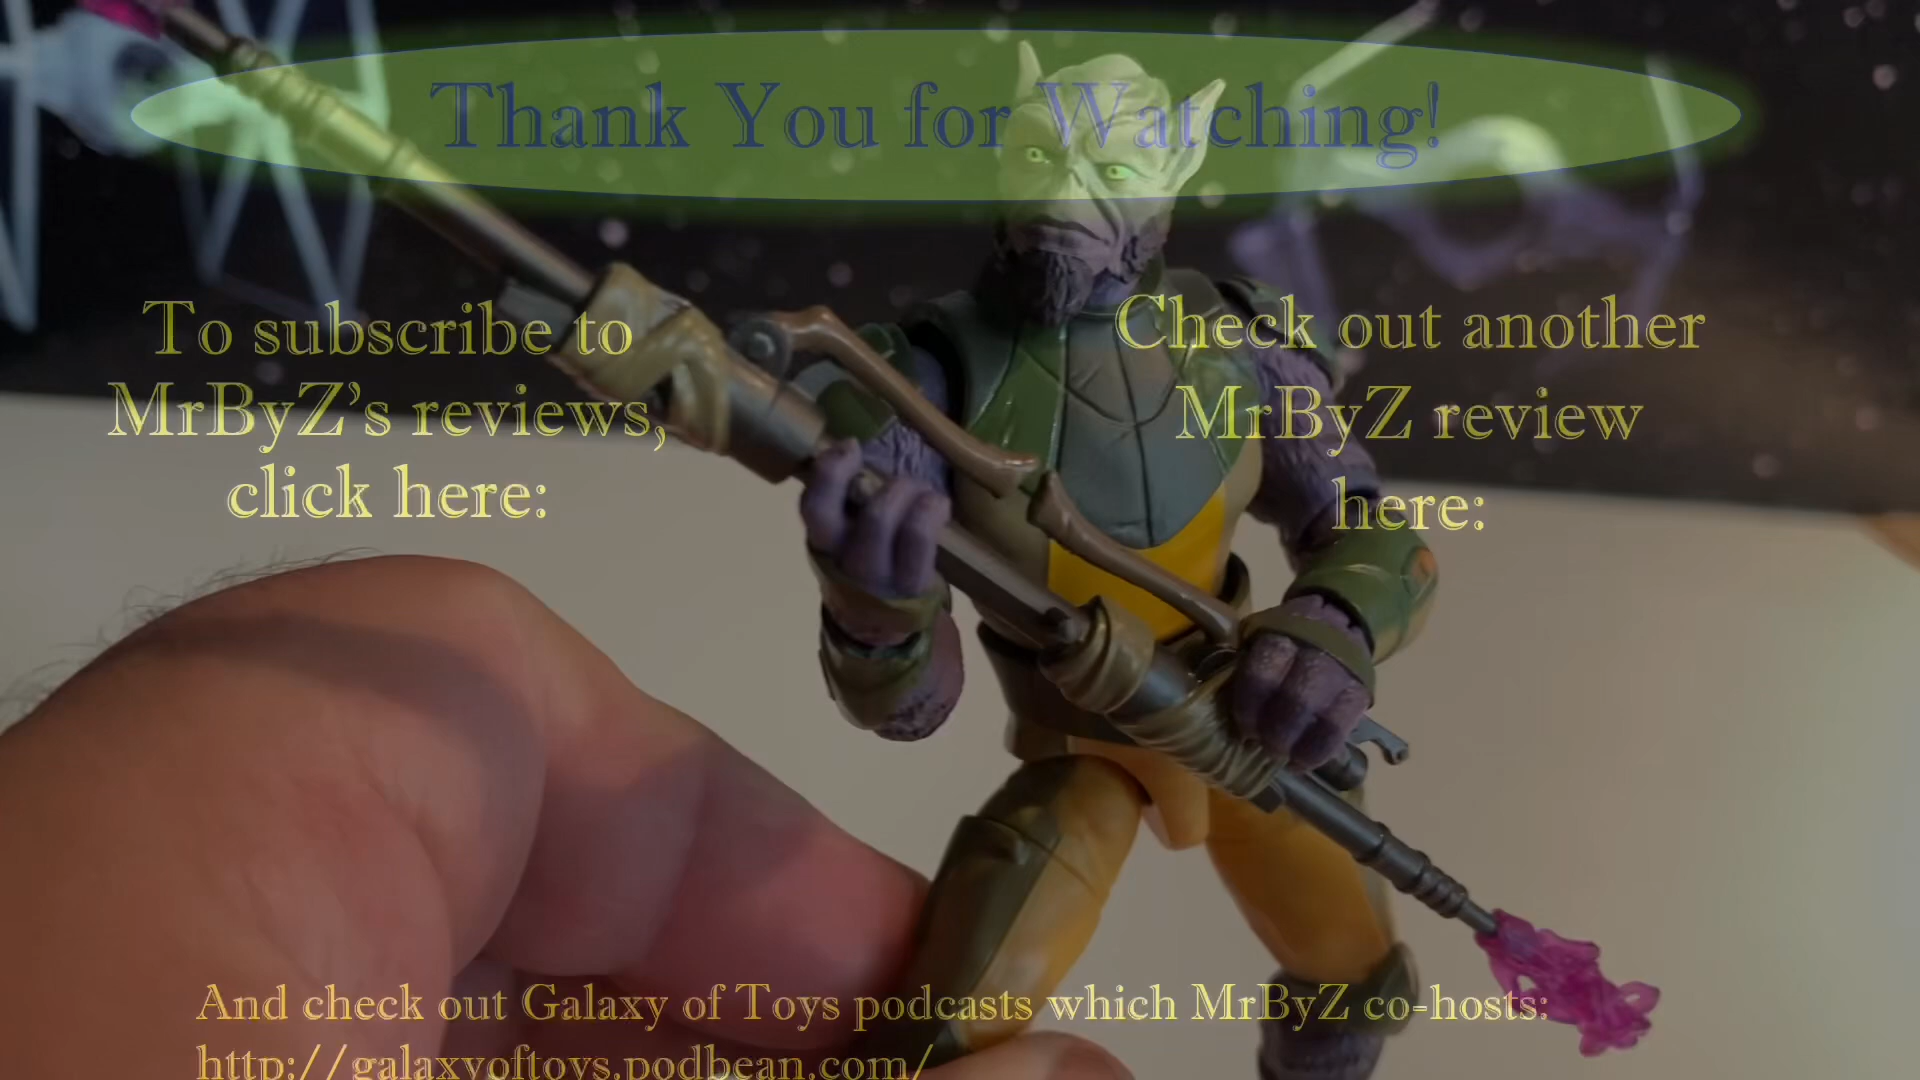 Thank You for Watching!
To subscribe to
MrByZ's reviews,
click here:
Check out another
MrByZ review
here:
And check out Galaxy of Toys podcasts which MrByZ co-hosts:
http://galaxyoftoys.podbean.com/